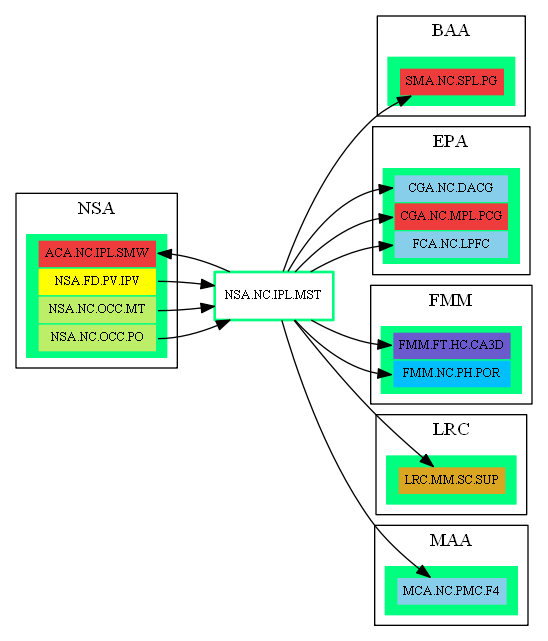 NSA
ACA.NC.IPL.SMW
NSA.FD.PV.IPV
NSA.NC.OCC.MT
NSA.NC.OCC.PO
NSA.NC.IPL.MST
BAA
SMA.NC.SPL.PG
EPA
CGA.NC.DACG
CGA.NC.MPL.PCG
FCA.NC.LPFC
FMM
FMM.FT.HC.CA3D
FMM.NC.PH.POR
LRC
LRC.MM.SC.SUP
MAA
MCA.NC.PMC.F4